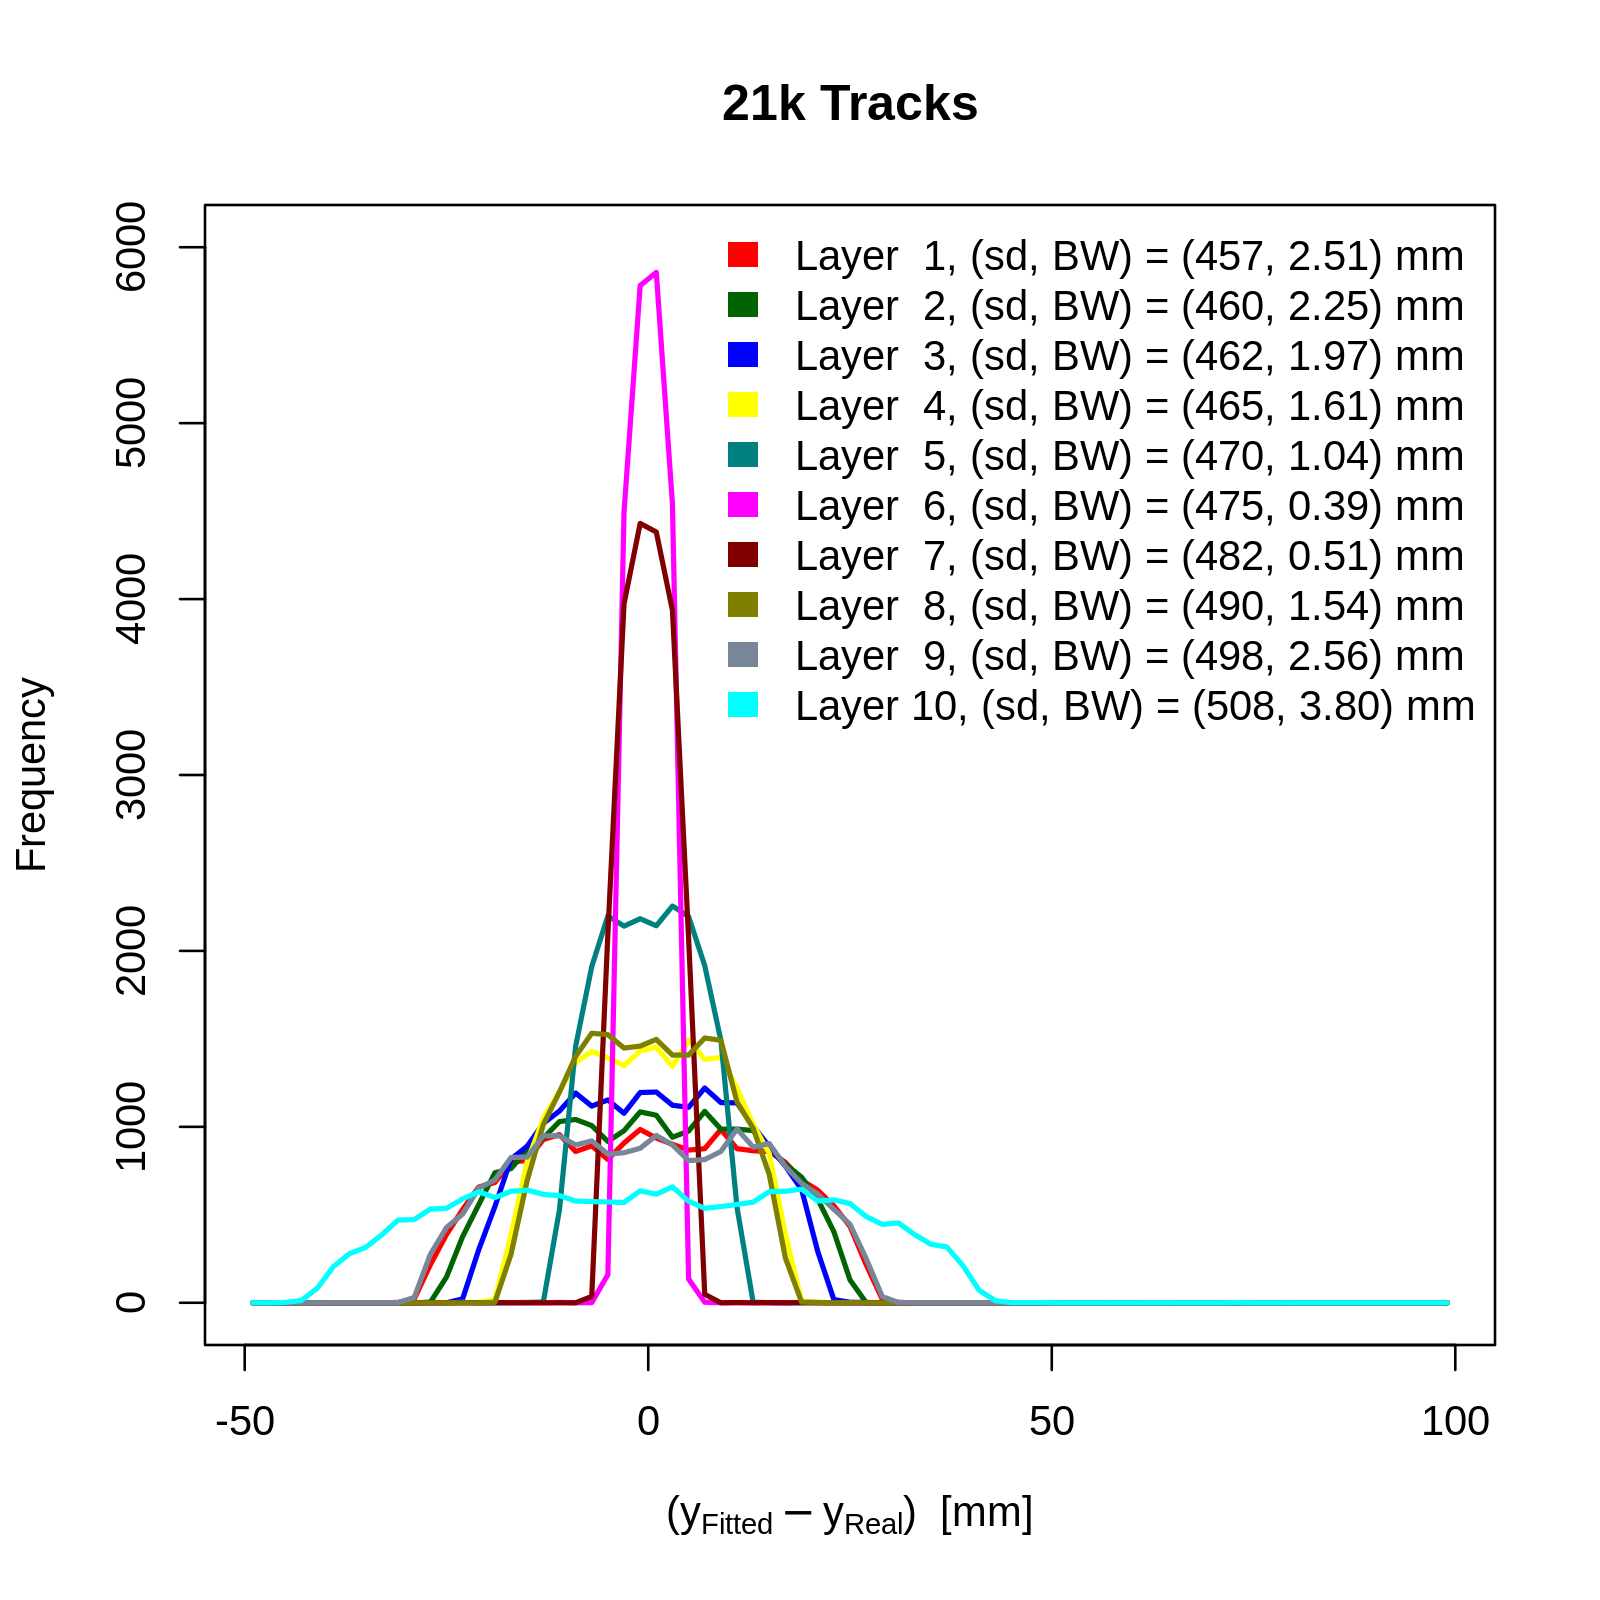 21k Tracks
6000
5000
4000
3000
2000
1000
0
Frequency
Layer  1, (sd, BW) = (457, 2.51) mm
Layer  2, (sd, BW) = (460, 2.25) mm
Layer  3, (sd, BW) = (462, 1.97) mm
Layer  4, (sd, BW) = (465, 1.61) mm
Layer  5, (sd, BW) = (470, 1.04) mm
Layer  6, (sd, BW) = (475, 0.39) mm
Layer  7, (sd, BW) = (482, 0.51) mm
Layer  8, (sd, BW) = (490, 1.54) mm
Layer  9, (sd, BW) = (498, 2.56) mm
Layer 10, (sd, BW) = (508, 3.80) mm
-50 0 50 100
(yFitted − yReal)  [mm]